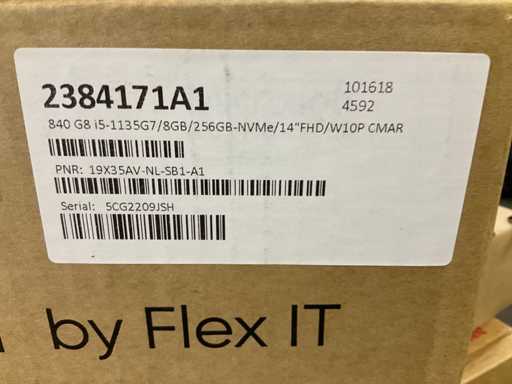 2384171A1
101618
4592
840 G8 i5-1135G7/8GB/256GB-NVMe/14"FHD/W10P CMAR
PNR: 19X35AV-NL-SB1-A1
Serial: 5CG2209JSH
by Flex IT